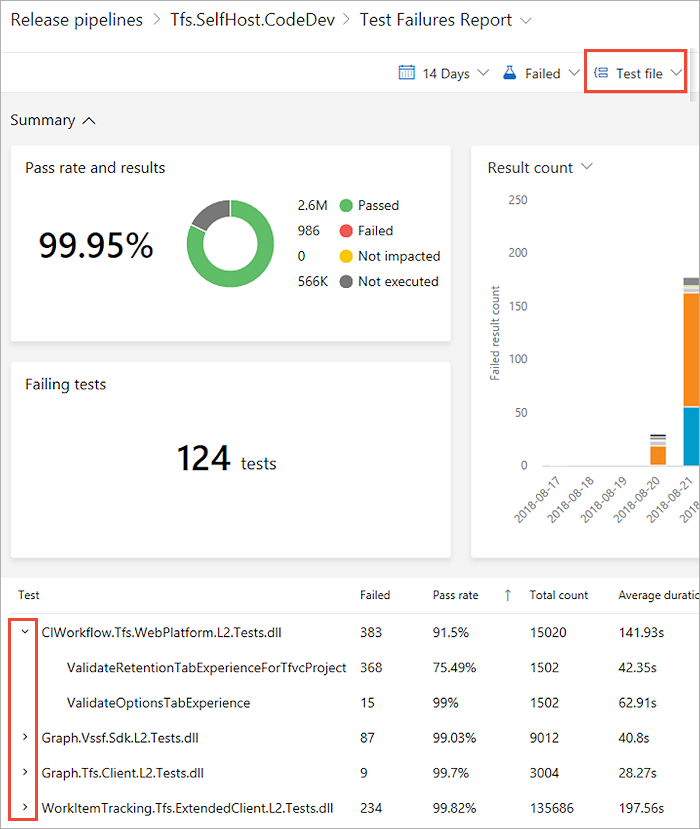 Release pipelines > Tfs.SelfHost.CodeDev > Test Failures Report
14 Days Failed Test file
Summary
Pass rate and results
99.95%
2.6M Passed
986 Failed
0 Not impacted
566K Not executed
Result count
250
200
150
100
50
0
Failed result count
2018-08-17
2018-08-18
2018-08-19
2018-08-20
2018-08-21
Failing tests
124 tests
Test Failed Pass rate ↑ Total count Average duratio
CIWorkflow.Tfs.WebPlatform.L2.Tests.dll 383 91.5% 15020 141.93s
ValidateRetentionTabExperienceForTfvcProject 368 75.49% 1502 42.35s
ValidateOptionsTabExperience 15 99% 1502 62.91s
Graph.Vssf.Sdk.L2.Tests.dll 87 99.03% 9012 40.8s
Graph.Tfs.Client.L2.Tests.dll 9 99.7% 3004 28.27s
WorkItemTracking.Tfs.ExtendedClient.L2.Tests.dll 234 99.82% 135686 197.56s